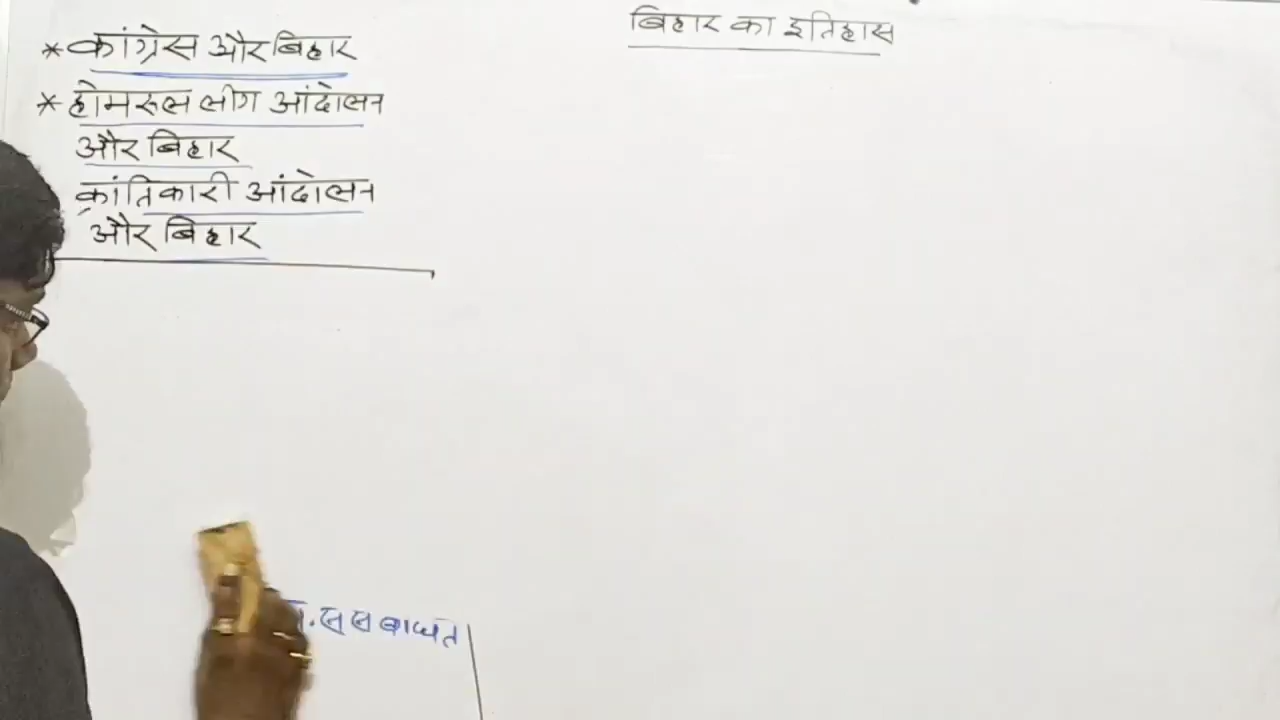 बिहार का इतिहास
* कांग्रेस और बिहार
* होमरूल लीग आंदोलन
और बिहार
क्रांतिकारी आंदोलन
और बिहार